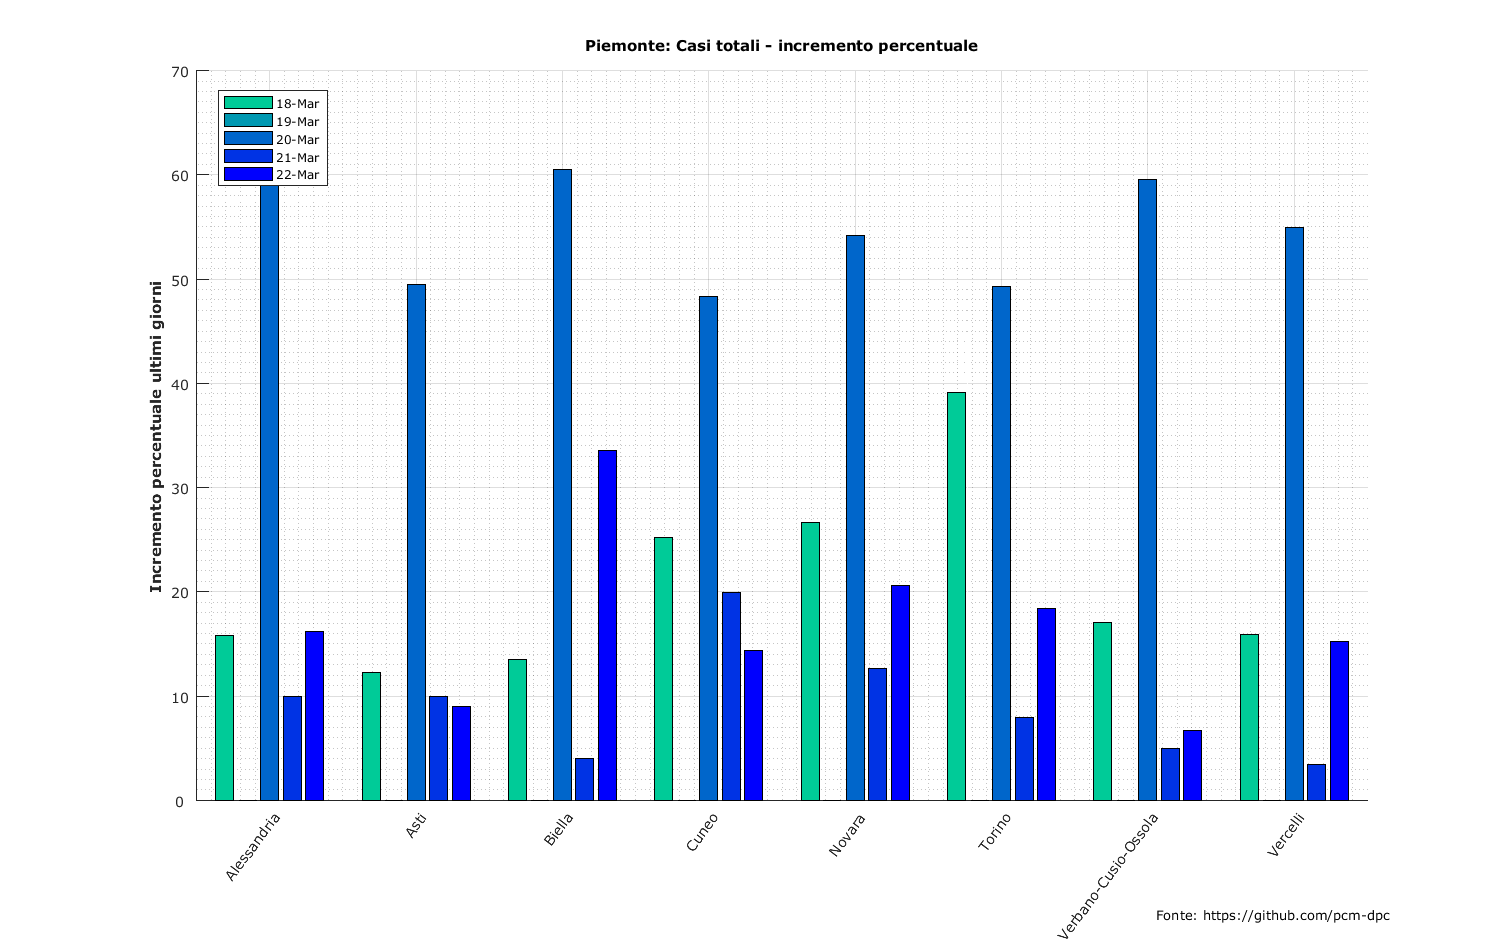 Piemonte: Casi totali - incremento percentuale
Incremento percentuale ultimi giorni
70
60
50
40
30
20
10
0
18-Mar
19-Mar
20-Mar
21-Mar
22-Mar
Alessandria
Asti
Biella
Cuneo
Novara
Torino
Verbano-Cusio-Ossola
Vercelli
Fonte: https://github.com/pcm-dpc